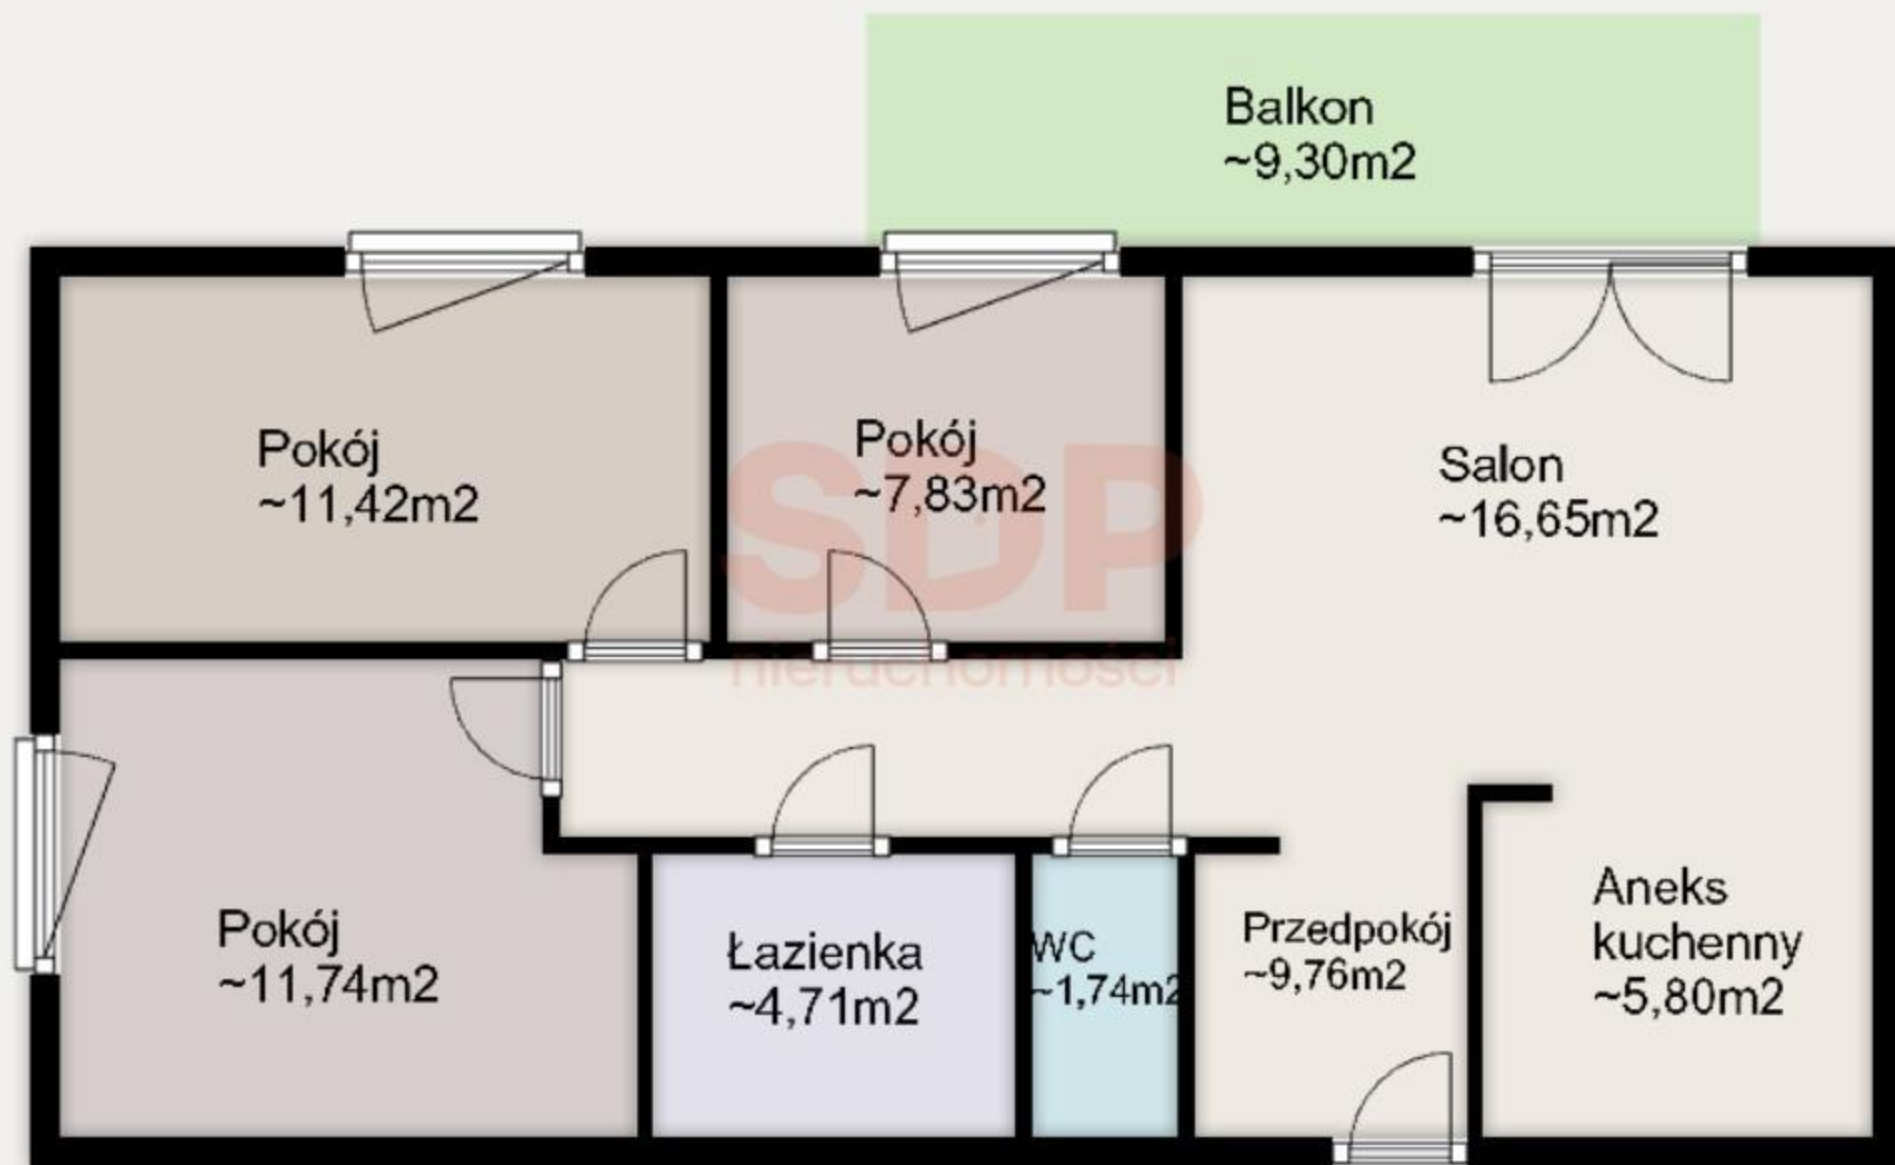 Balkon
~9,30m2
Pokój
~11,42m2
Pokój
~7,83m2
Salon
~16,65m2
SDP
nieruchomości
Pokój
~11,74m2
Łazienka
~4,71m2
WC
~1,74m2
Przedpokój
~9,76m2
Aneks
kuchenny
~5,80m2